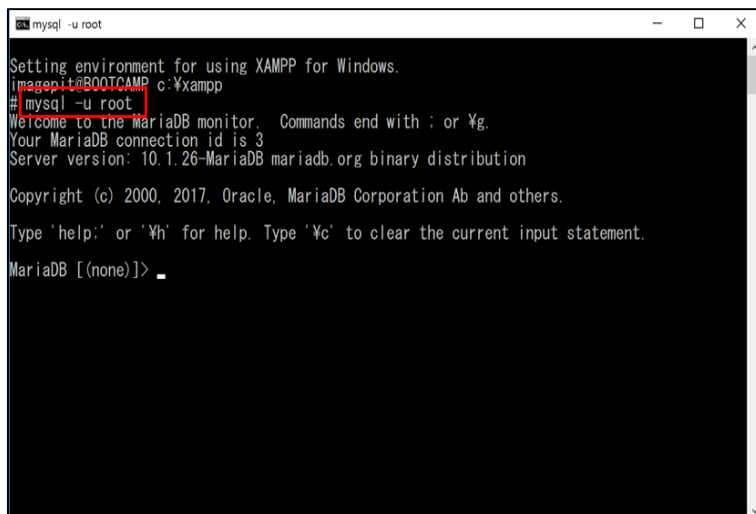 mysql -u root
Setting environment for using XAMPP for Windows.
imagepit@BOOTCAMP c:¥xampp
# mysql -u root
Welcome to the MariaDB monitor.  Commands end with ; or ¥g.
Your MariaDB connection id is 3
Server version: 10.1.26-MariaDB mariadb.org binary distribution
Copyright (c) 2000, 2017, Oracle, MariaDB Corporation Ab and others.
Type 'help;' or '¥h' for help. Type '¥c' to clear the current input statement.
MariaDB [(none)]>